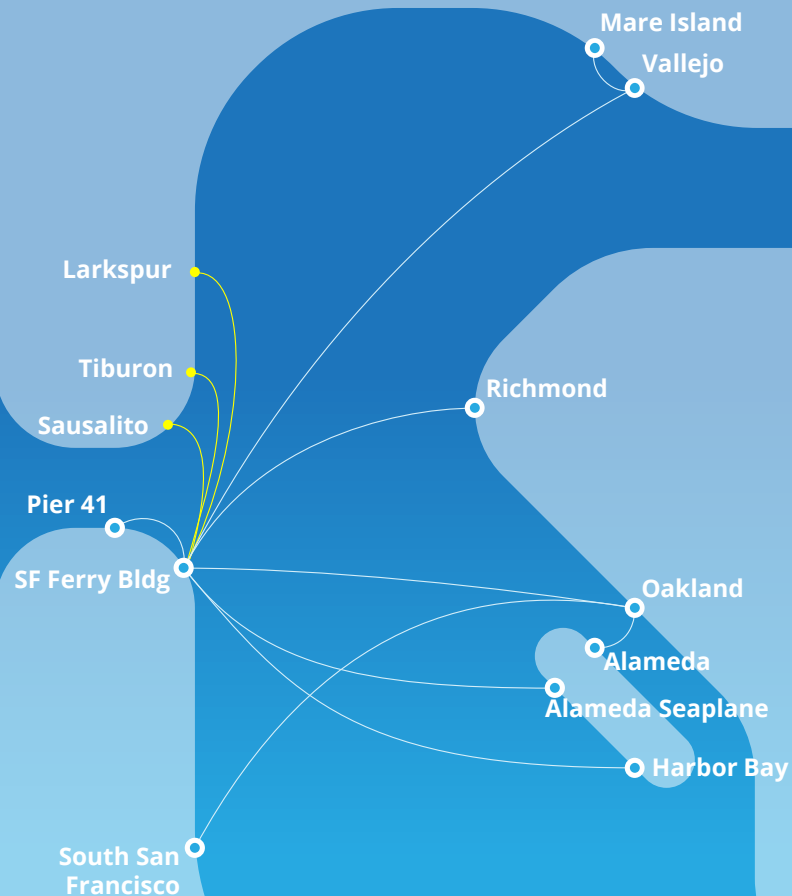 Mare Island
Vallejo
Larkspur
Tiburon
Richmond
Sausalito
Pier 41
SF Ferry Bldg
Oakland
Alameda
Alameda Seaplane
Harbor Bay
South San
Francisco